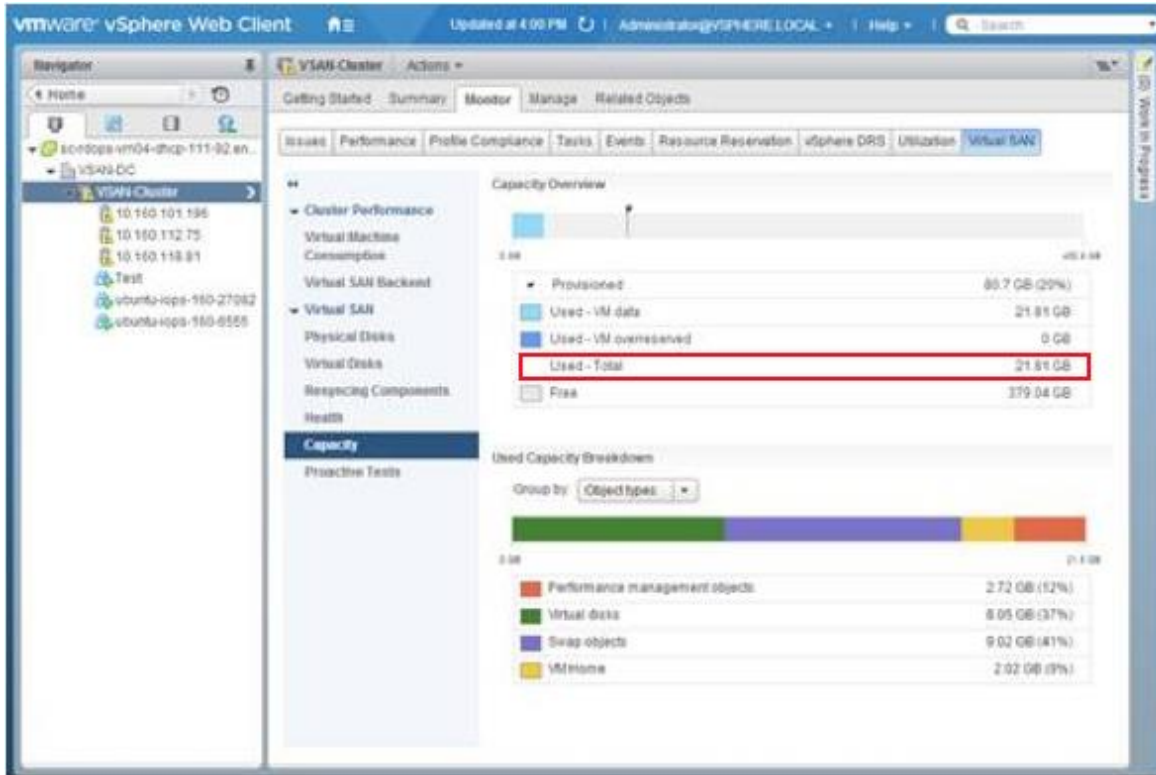 vmware vSphere Web Client
Updated at 4:00 PM
Administrator@VSPHERE.LOCAL
Help
Search
Navigator
Home
VSAN-DC
VSAN-Cluster
10.160.101.196
10.160.112.75
10.160.118.81
Test
VSAN-Cluster Actions
Getting Started Summary Monitor Manage Related Objects
Issues Performance Profile Compliance Tasks Events Resource Reservation vSphere DRS Utilization Virtual SAN
Cluster Performance
Virtual Machine
Consumption
Virtual SAN Backend
Virtual SAN
Physical Disks
Virtual Disks
Resyncing Components
Health
Capacity
Proactive Tests
Capacity Overview
0 GB
Provisioned 80.7 GB (20%)
Used - VM data 21.81 GB
Used - VM overreserved 0 GB
Used - Total 21.81 GB
Free 379.04 GB
Used Capacity Breakdown
Group by: Object types
0 GB
Performance management objects 2.72 GB (12%)
Virtual disks 8.05 GB (37%)
Swap objects 9.02 GB (41%)
VM Home 2.02 GB (9%)
Work In Progress